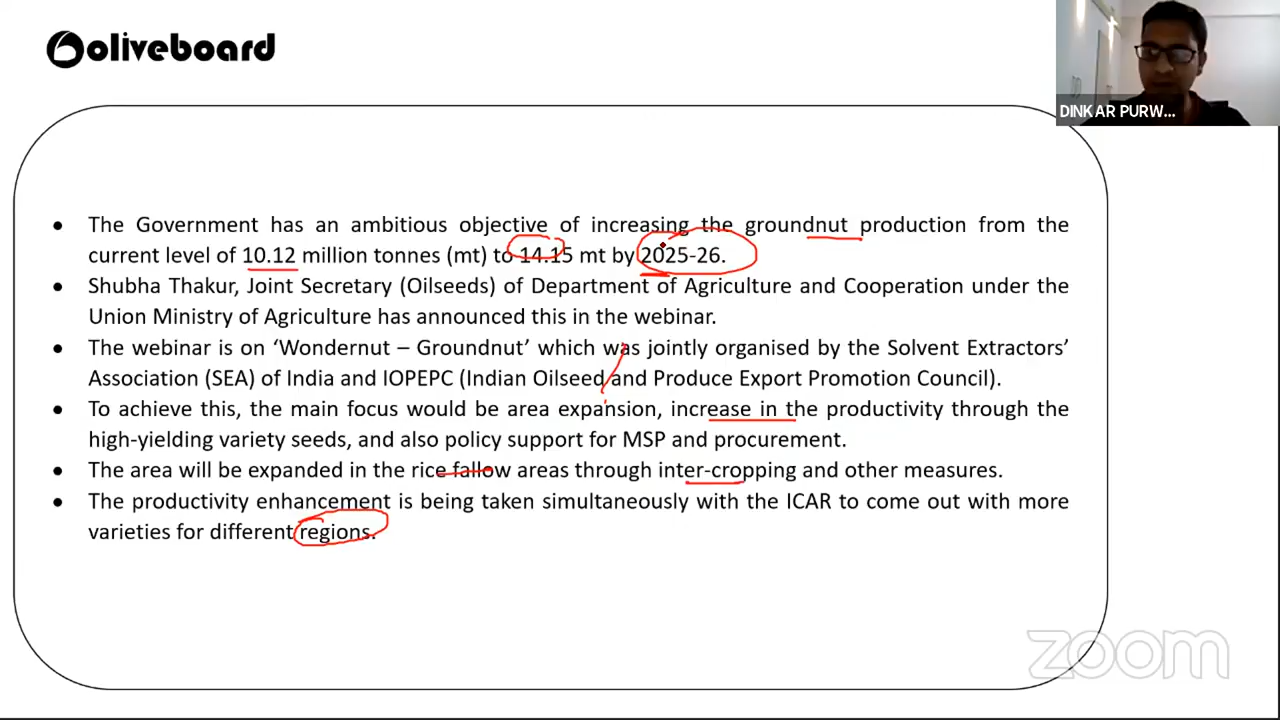 oliveboard
DINKAR PURW...
• The Government has an ambitious objective of increasing the groundnut production from the
current level of 10.12 million tonnes (mt) to 14.15 mt by 2025-26.
• Shubha Thakur, Joint Secretary (Oilseeds) of Department of Agriculture and Cooperation under the
Union Ministry of Agriculture has announced this in the webinar.
• The webinar is on ‘Wondernut – Groundnut’ which was jointly organised by the Solvent Extractors’
Association (SEA) of India and IOPEPC (Indian Oilseed and Produce Export Promotion Council).
• To achieve this, the main focus would be area expansion, increase in the productivity through the
high-yielding variety seeds, and also policy support for MSP and procurement.
• The area will be expanded in the rice fallow areas through inter-cropping and other measures.
• The productivity enhancement is being taken simultaneously with the ICAR to come out with more
varieties for different regions.
zoom